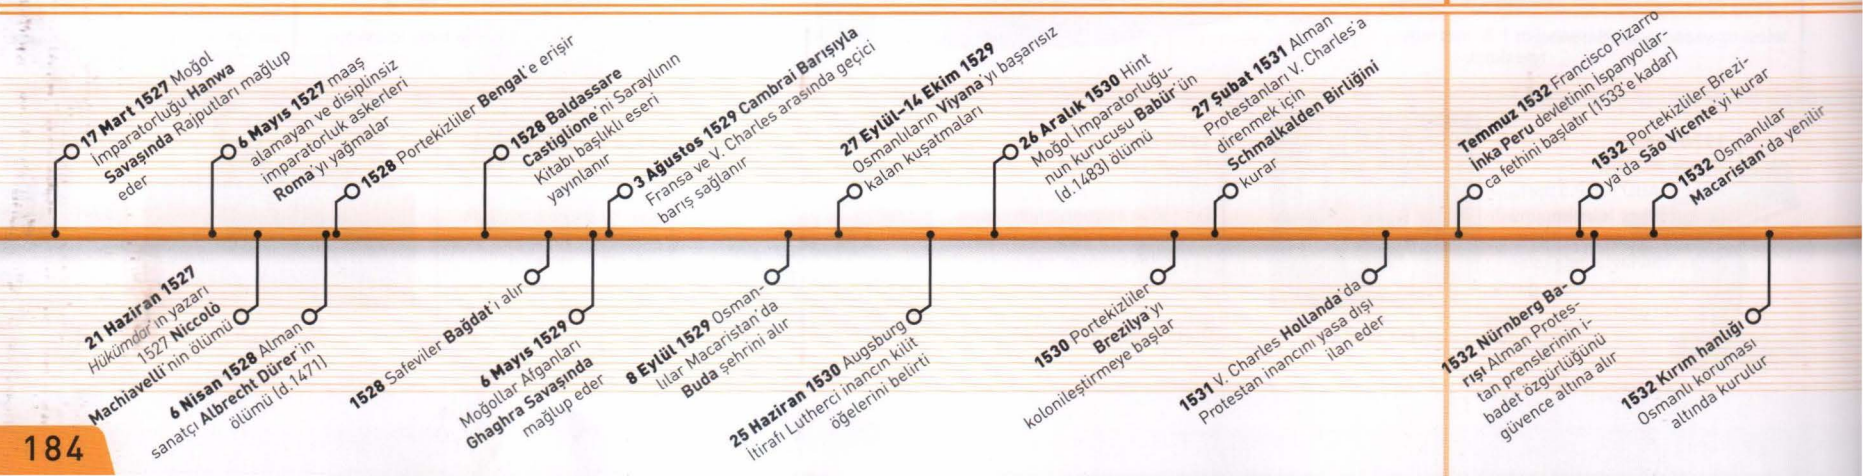 17 Mart 1527 Moğol
İmparatorluğu Hanwa
Savaşında Rajputları mağlup
eder
6 Mayıs 1527 maaş
alamayan ve disiplinsiz
imparatorluk askerleri
Roma'yı yağmalar
1528 Portekizliler Bengal'e erişir
1528 Baldassare
Castiglione'ni Saraylının
Kitabı başlıklı eseri
yayınlanır
3 Ağustos 1529 Cambrai Barışıyla
Fransa ve V. Charles arasında geçici
barış sağlanır
27 Eylül–14 Ekim 1529
Osmanlıların Viyana'yı başarısız
kalan kuşatmaları
26 Aralık 1530 Hint
Moğol İmparatorluğu-
nun kurucusu Babür'ün
(d.1483) ölümü
27 Şubat 1531 Alman
Protestanları V. Charles'a
direnmek için
Schmalkalden Birliğini
kurar
Temmuz 1532 Francisco Pizarro
İnka Peru devletinin İspanyollar-
ca fethini başlatır [1533'e kadar]
1532 Portekizliler Brezi-
ya'da São Vicente'yi kurar
1532 Osmanlılar
Macaristan'da yenilir
21 Haziran 1527
Hükümdar'ın yazarı
1527 Niccolò
Machiavelli'nin ölümü
6 Nisan 1528 Alman
sanatçı Albrecht Dürer'in
ölümü (d.1471)
1528 Safeviler Bağdat'ı alır
6 Mayıs 1529
Moğollar Afganları
Ghaghra Savaşında
mağlup eder
8 Eylül 1529 Osman-
lılar Macaristan'da
Buda şehrini alır
25 Haziran 1530 Augsburg
İtirafı Lutherci inancın kilit
öğelerini belirti
1530 Portekizliler
Brezilya'yı
kolonileştirmeye başlar
1531 V. Charles Hollanda'da
Protestan inancını yasa dışı
ilan eder
1532 Nürnberg Ba-
rışı Alman Protes-
tan prenslerinin i-
badet özgürlüğünü
güvence altına alır
1532 Kırım hanlığı
Osmanlı koruması
altında kurulur
184